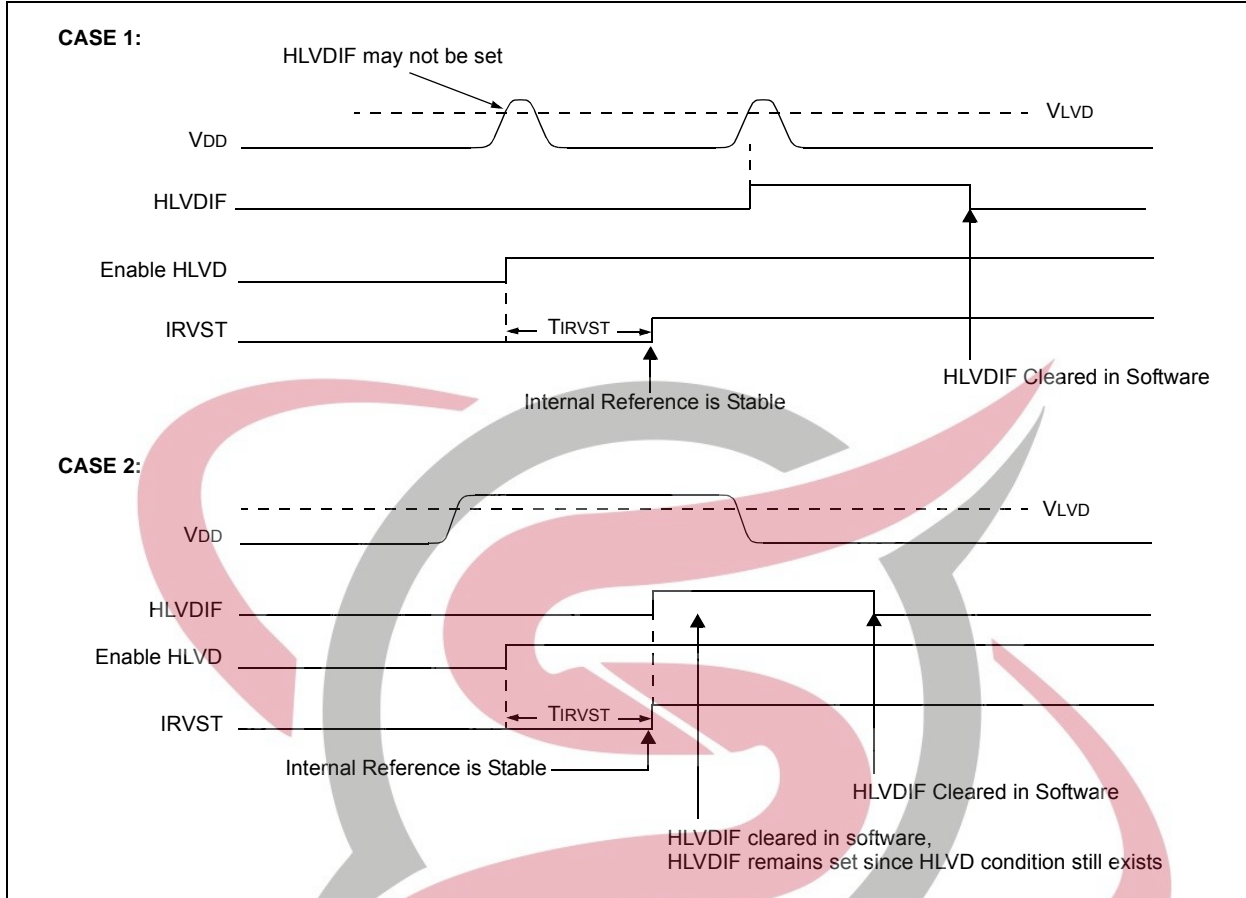 CASE 1:
HLVDIF may not be set
VLVD
VDD
HLVDIF
Enable HLVD
IRVST
TIRVST
HLVDIF Cleared in Software
Internal Reference is Stable
CASE 2:
VLVD
VDD
HLVDIF
Enable HLVD
IRVST
TIRVST
Internal Reference is Stable
HLVDIF Cleared in Software
HLVDIF cleared in software,
HLVDIF remains set since HLVD condition still exists